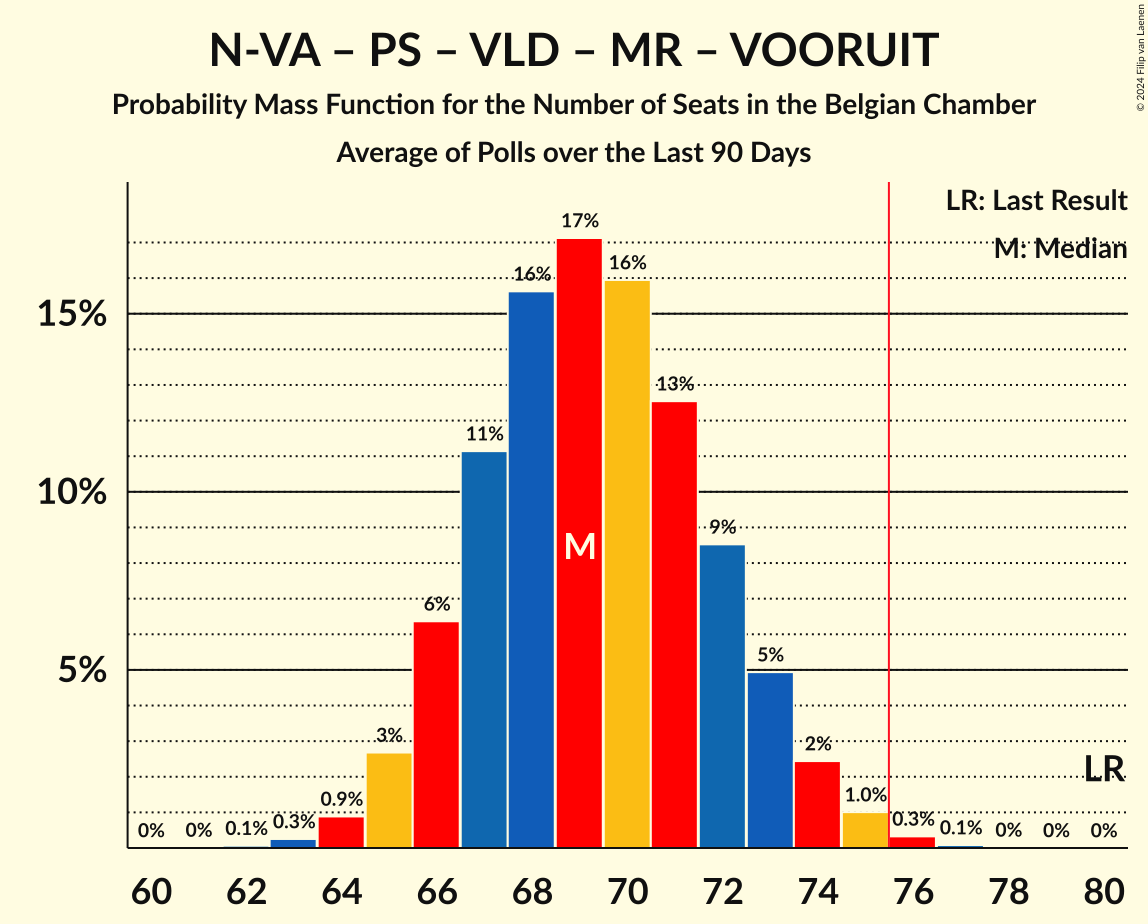 N-VA – PS – VLD – MR – VOORUIT
Probability Mass Function for the Number of Seats in the Belgian Chamber
Average of Polls over the Last 90 Days
© 2024 Filip van Laenen
LR: Last Result
M: Median
15%
10%
5%
0%
0%
0.1%
0.3%
0.9%
3%
6%
11%
16%
17%
16%
13%
9%
5%
2%
1.0%
0.3%
0.1%
0%
0%
0%
M
LR
60 62 64 66 68 70 72 74 76 78 80